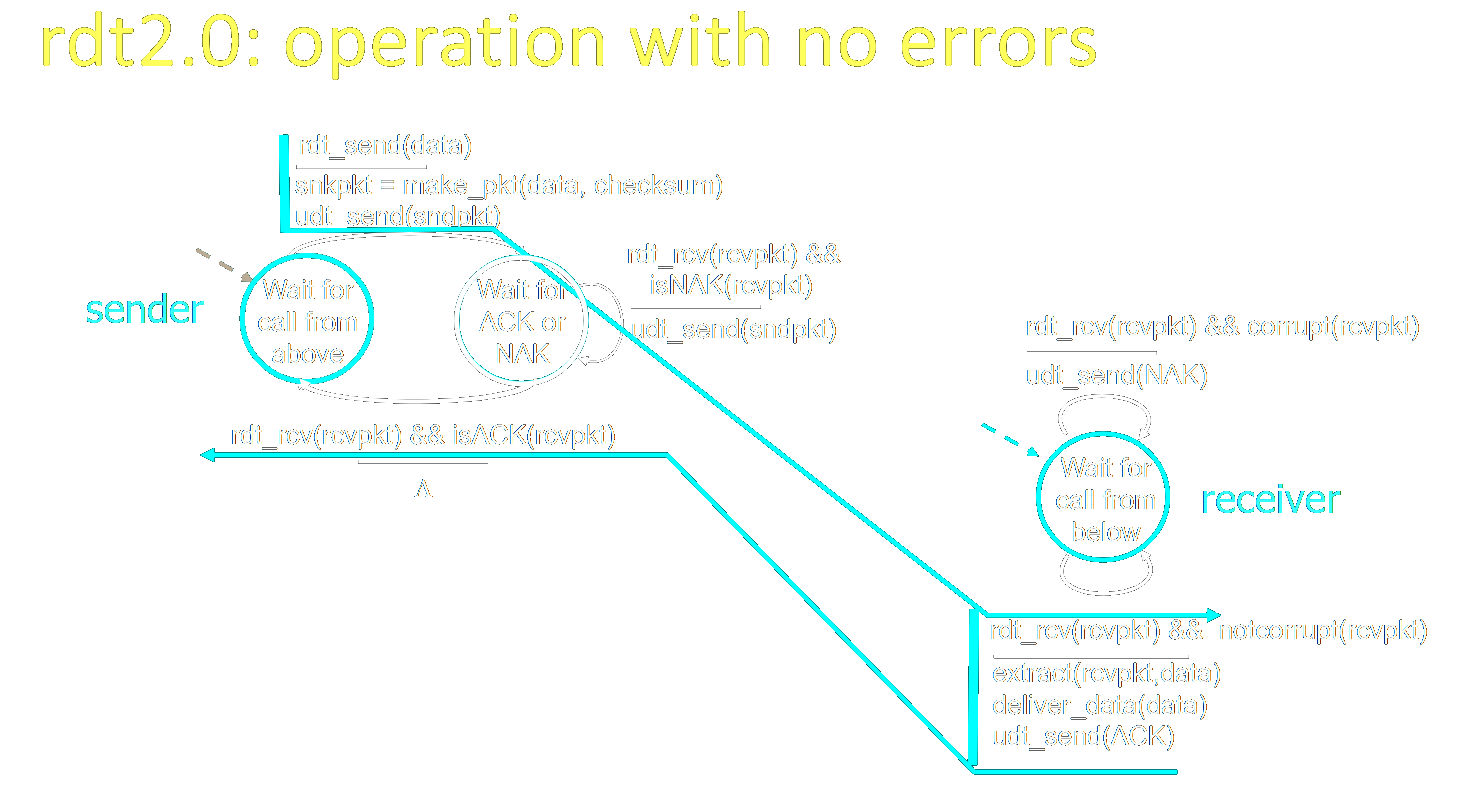 rdt2.0: operation with no errors
rdt_send(data)
snkpkt = make_pkt(data, checksum)
udt_send(sndpkt)
rdt_rcv(rcvpkt) &&
isNAK(rcvpkt)
udt_send(sndpkt)
sender
Wait for
call from
above
Wait for
ACK or
NAK
rdt_rcv(rcvpkt) && isACK(rcvpkt)
Λ
rdt_rcv(rcvpkt) && corrupt(rcvpkt)
udt_send(NAK)
Wait for
call from
below
receiver
rdt_rcv(rcvpkt) && notcorrupt(rcvpkt)
extract(rcvpkt,data)
deliver_data(data)
udt_send(ACK)